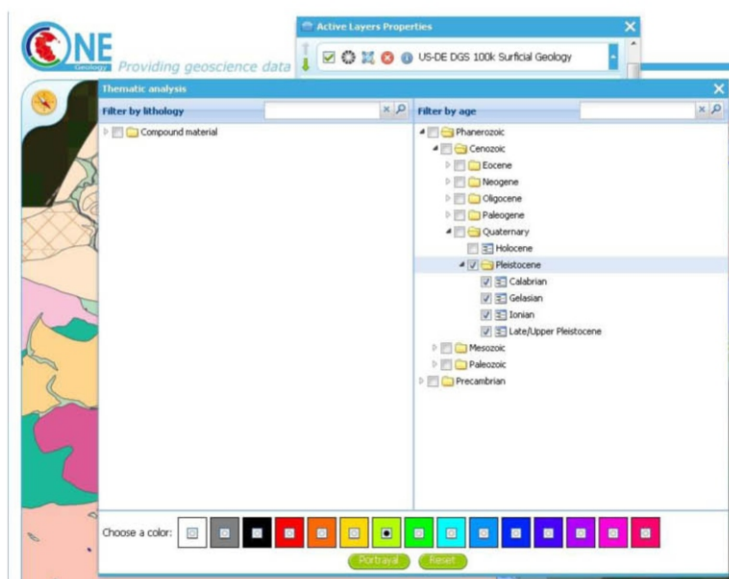 Active Layers Properties
ONE
Geology
Providing geoscience data
US-DE DGS 100k Surficial Geology
Thematic analysis
Filter by lithology
Filter by age
Compound material
Phanerozoic
Cenozoic
Eocene
Neogene
Oligocene
Paleogene
Quaternary
Holocene
Pleistocene
Calabrian
Gelasian
Ionian
Late/Upper Pleistocene
Mesozoic
Paleozoic
Precambrian
Choose a color:
Portrayal
Reset